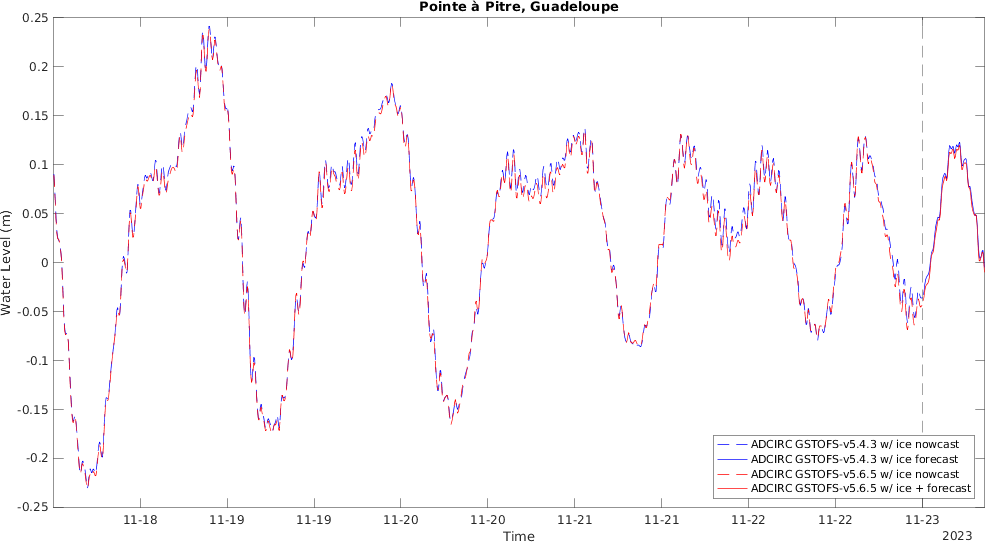 Pointe à Pitre, Guadeloupe
0.25
0.2
0.15
0.1
0.05
0
-0.05
-0.1
-0.15
-0.2
-0.25
Water Level (m)
ADCIRC GSTOFS-v5.4.3 w/ ice nowcast
ADCIRC GSTOFS-v5.4.3 w/ ice forecast
ADCIRC GSTOFS-v5.6.5 w/ ice nowcast
ADCIRC GSTOFS-v5.6.5 w/ ice + forecast
11-18 11-19 11-19 11-20 11-20 11-21 11-21 11-22 11-22 11-23
Time
2023